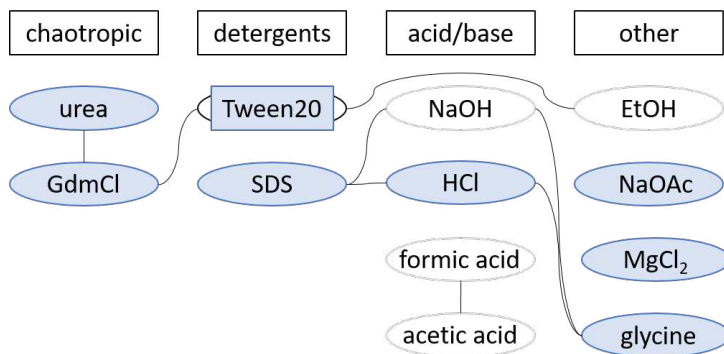 chaotropic detergents acid/base other
urea Tween20 NaOH EtOH
GdmCl SDS HCl NaOAc
formic acid MgCl₂
acetic acid glycine